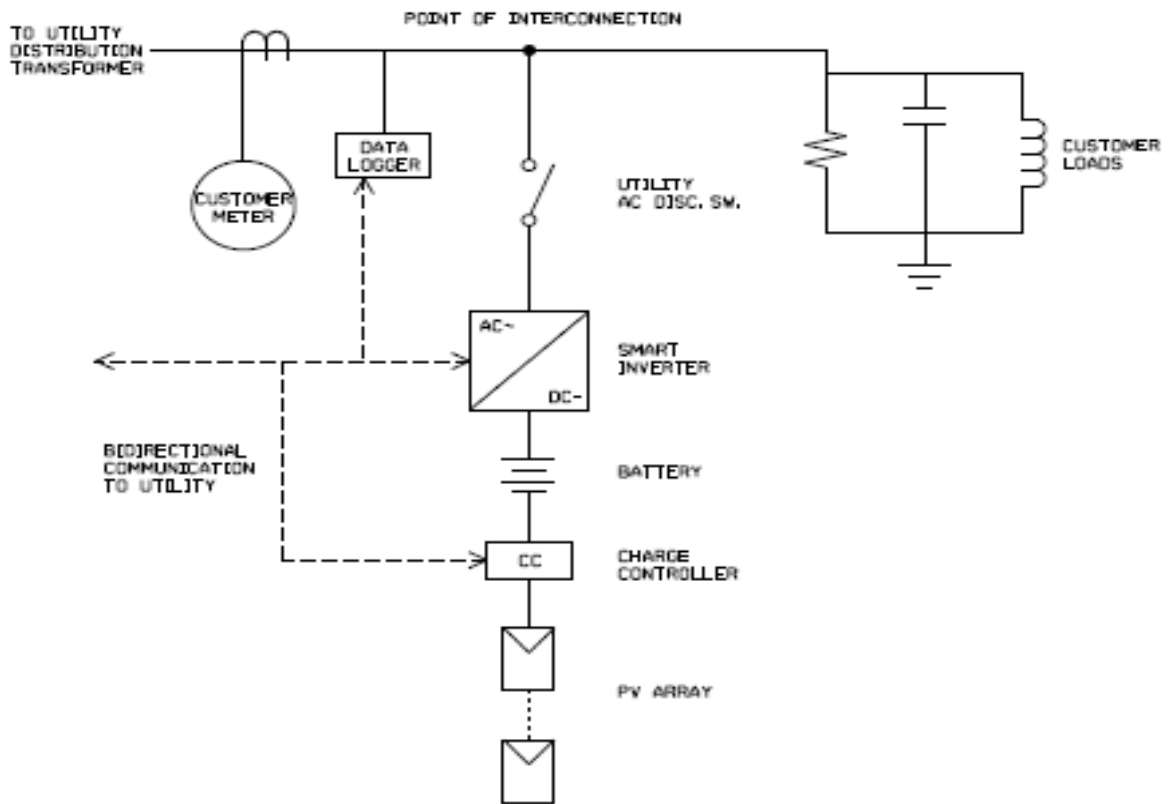 POINT OF INTERCONNECTION
TO UTILITY
DISTRIBUTION
TRANSFORMER
DATA
LOGGER
CUSTOMER
LOADS
CUSTOMER
METER
UTILITY
AC DISC. SW.
AC~
DC-
SMART
INVERTER
BIDIRECTIONAL
COMMUNICATION
TO UTILITY
BATTERY
CC
CHARGE
CONTROLLER
PV ARRAY